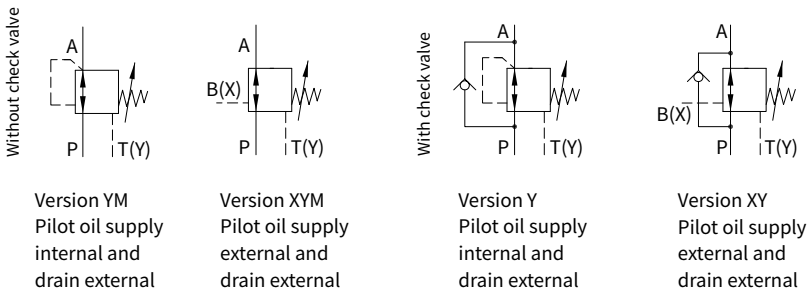 Without check valve
A
P
T(Y)
Version YM
Pilot oil supply
internal and
drain external
A
B(X)
P
T(Y)
Version XYM
Pilot oil supply
external and
drain external
With check valve
A
P
T(Y)
Version Y
Pilot oil supply
internal and
drain external
A
B(X)
P
T(Y)
Version XY
Pilot oil supply
external and
drain external